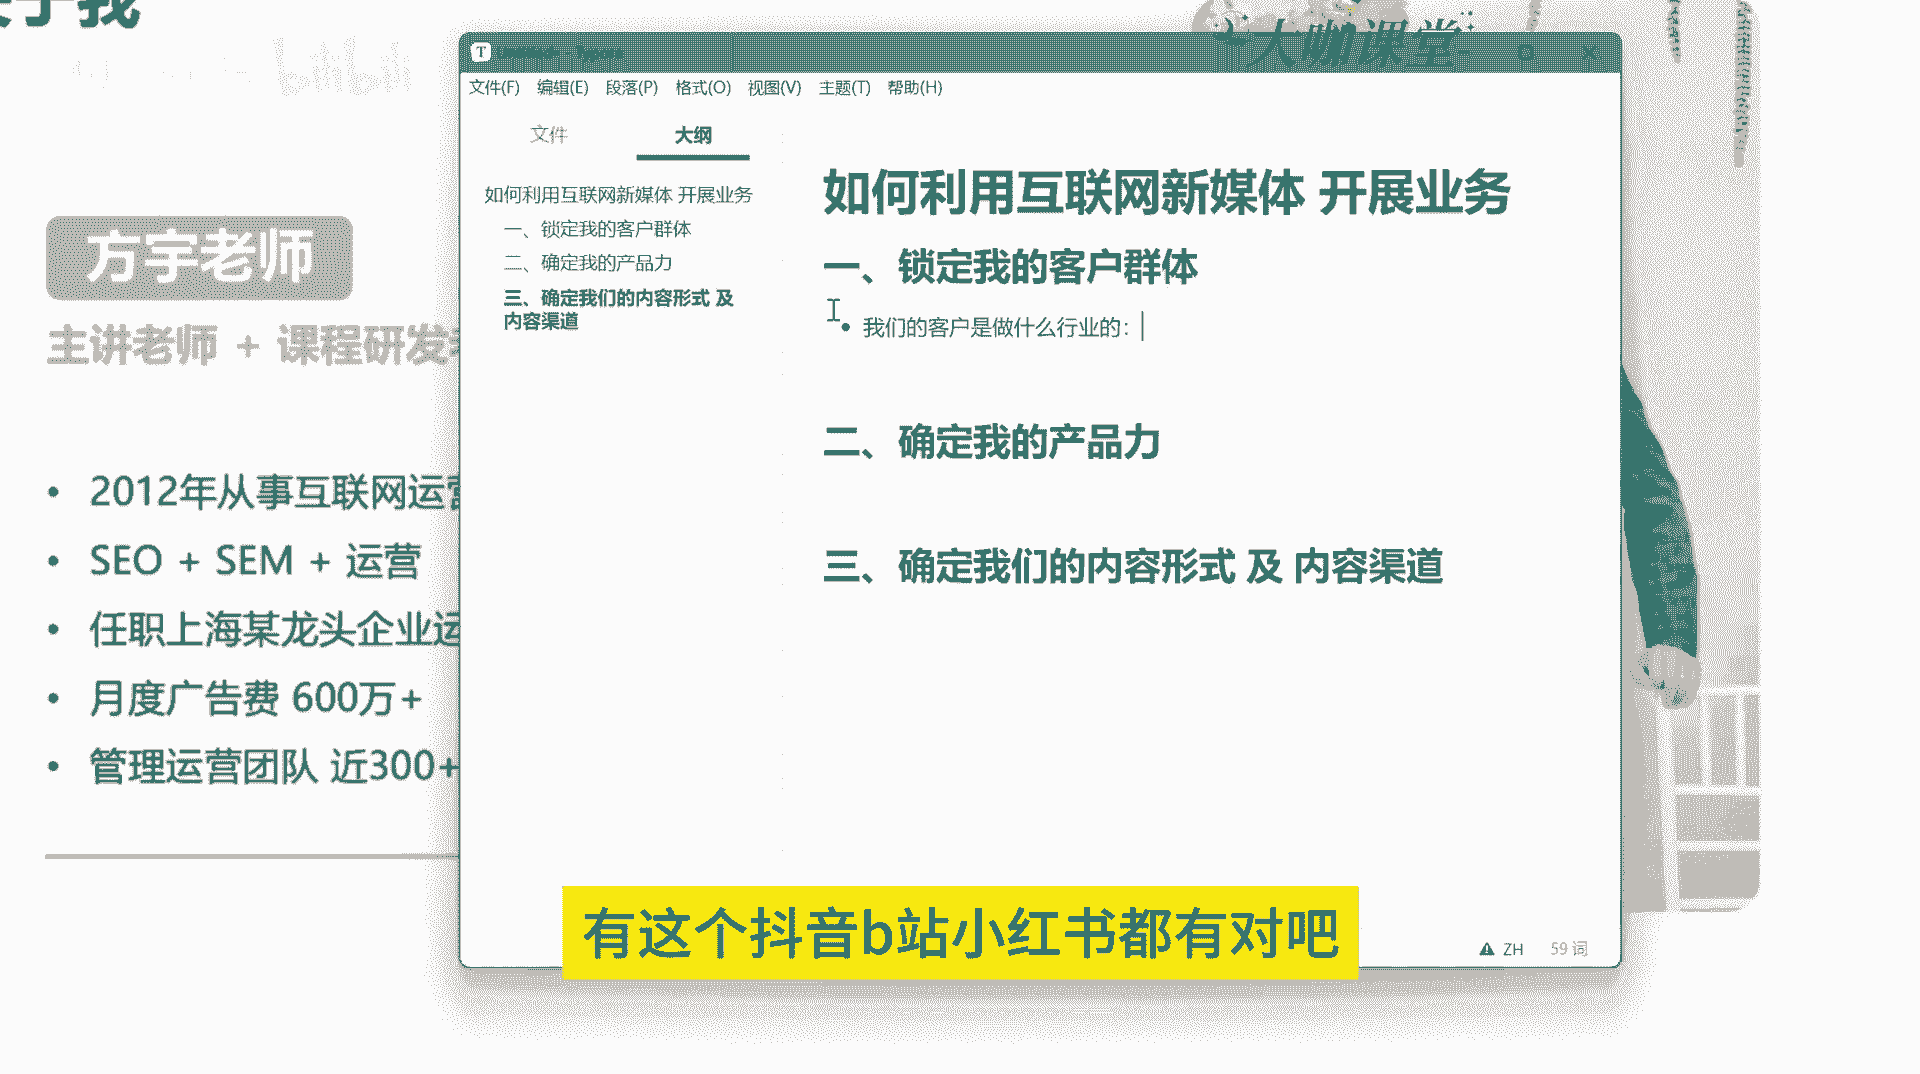 于我
bilibili
大咖课堂
方宇老师
主讲老师 + 课程研发
2012年从事互联网运营
SEO + SEM + 运营
任职上海某龙头企业运
月度广告费 600万+
管理运营团队 近300+
文件(F) 编辑(E) 段落(P) 格式(O) 视图(V) 主题(T) 帮助(H)
文件 大纲
如何利用互联网新媒体 开展业务
一、锁定我的客户群体
二、确定我的产品力
三、确定我们的内容形式 及
内容渠道
如何利用互联网新媒体 开展业务
一、锁定我的客户群体
我们的客户是做什么行业的：
二、确定我的产品力
三、确定我们的内容形式 及 内容渠道
ZH 59 词
有这个抖音b站小红书都有对吧